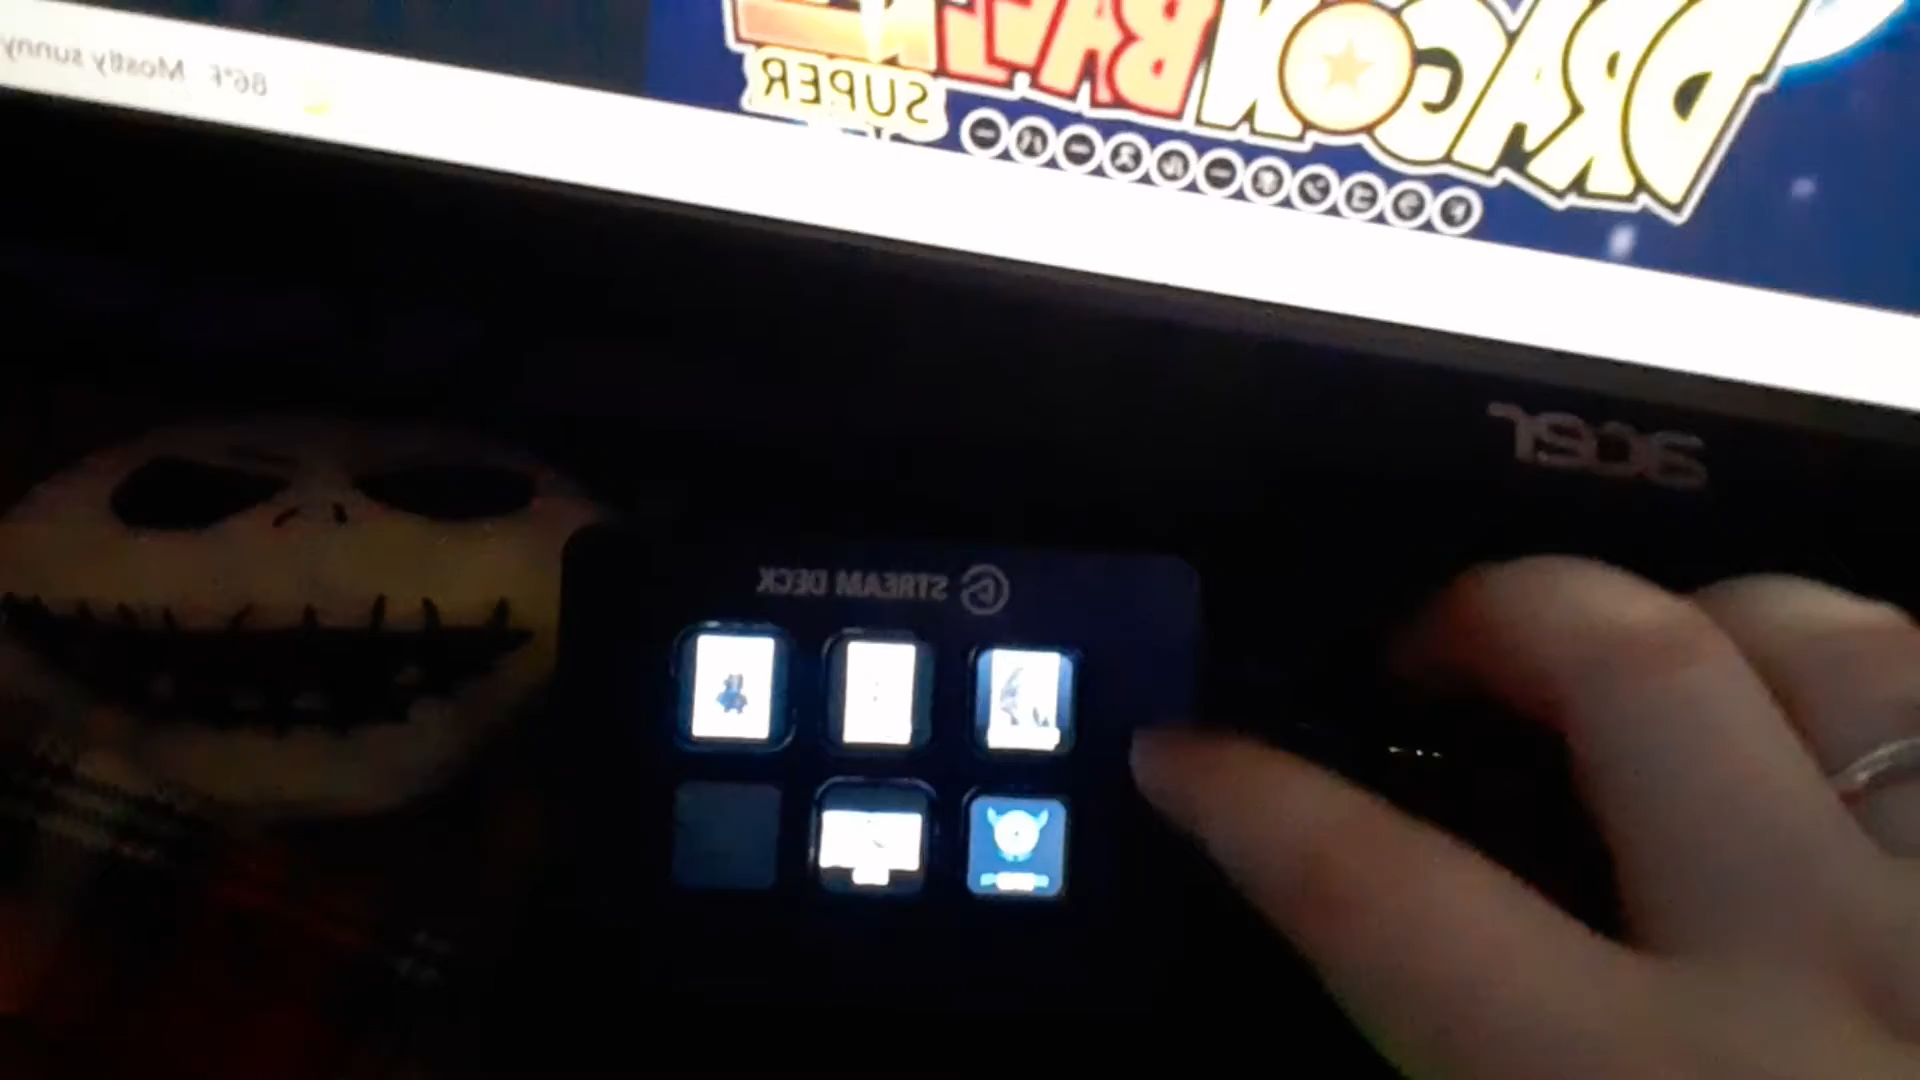 DRAGON BALL
SUPER
86°F Mostly sunny
acer
STREAM DECK